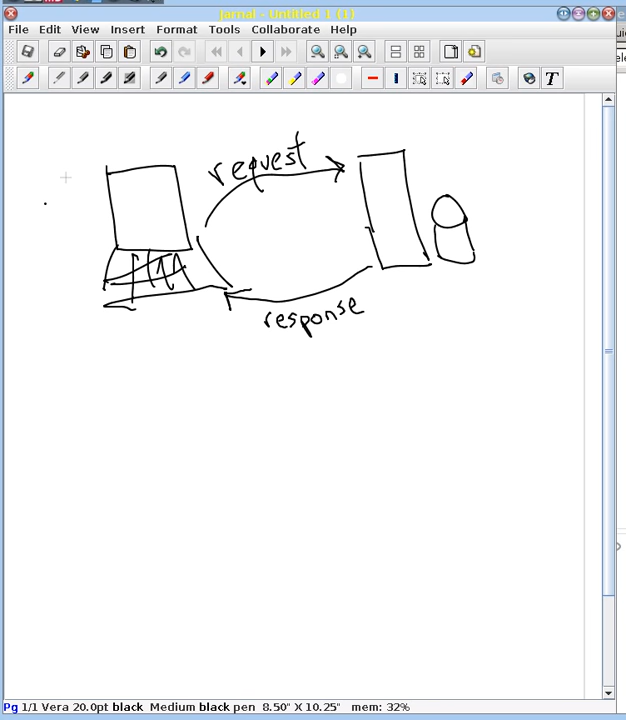 jarnal - Untitled 1 (1)
File Edit View Insert Format Tools Collaborate Help
T
request
response
Pg 1/1 Vera 20.0pt black Medium black pen 8.50" X 10.25" mem: 32%